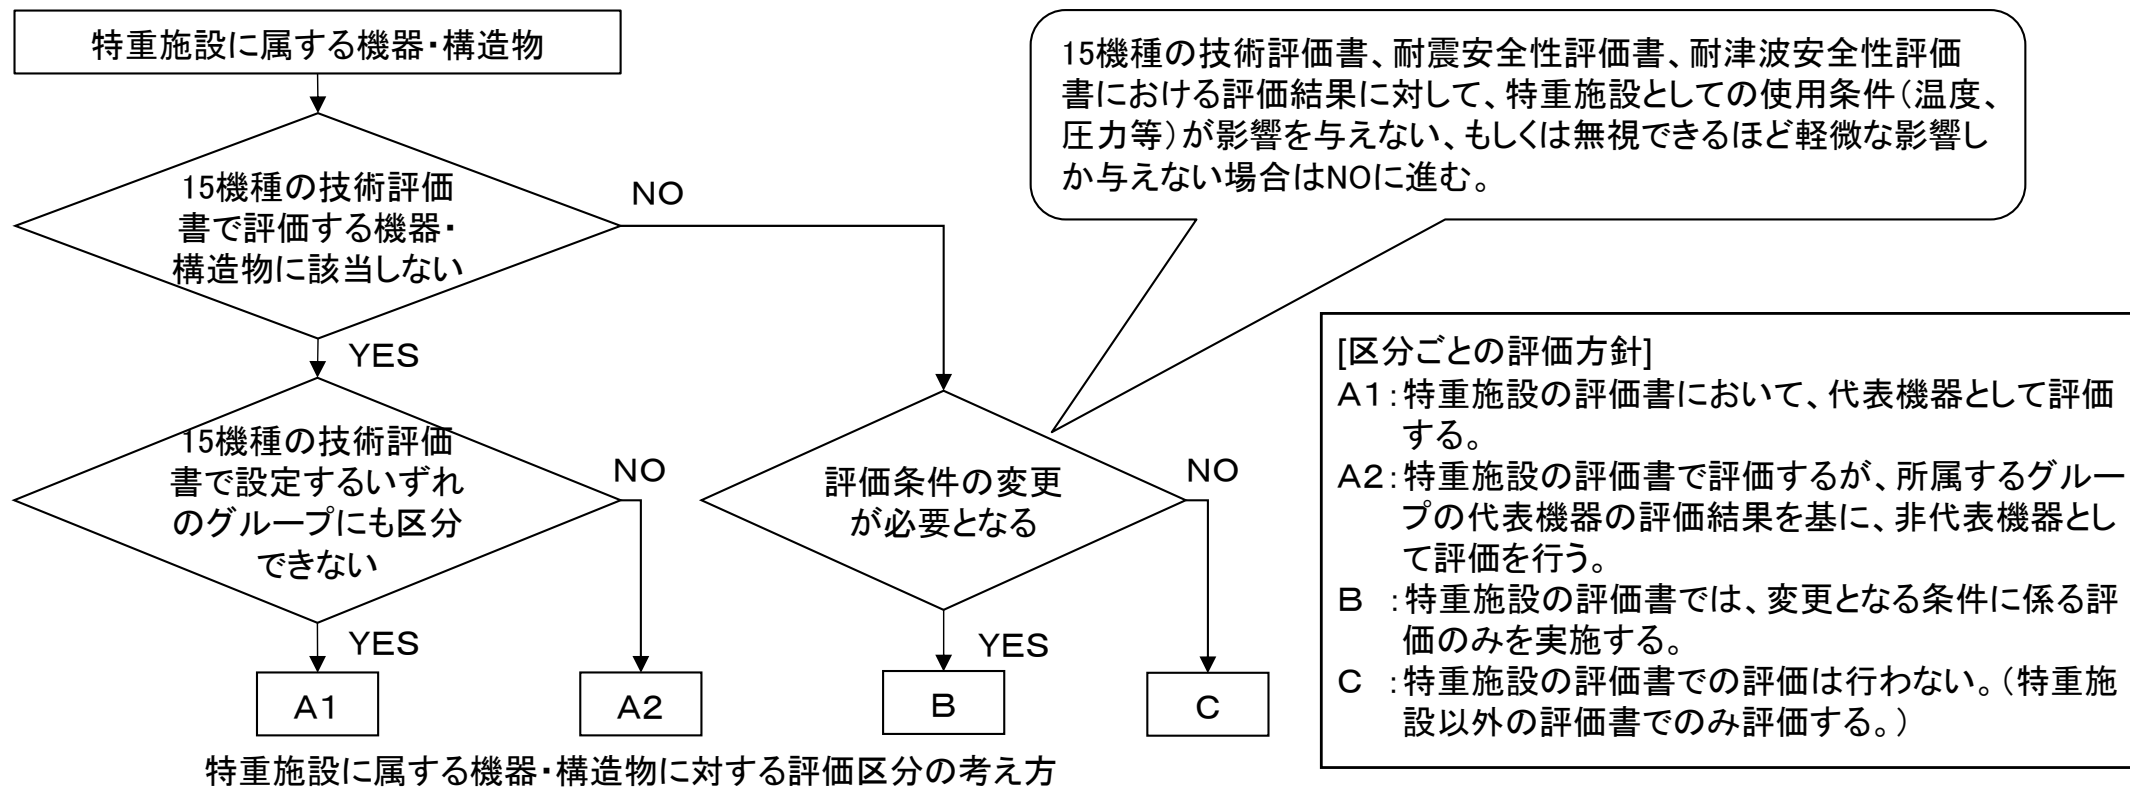 特重施設に属する機器・構造物
15機種の技術評価書、耐震安全性評価書、耐津波安全性評価
書における評価結果に対して、特重施設としての使用条件（温度、
圧力等）が影響を与えない、もしくは無視できるほど軽微な影響し
か与えない場合はNOに進む。
15機種の技術評価
書で評価する機器・
構造物に該当しない
NO
YES
15機種の技術評価
書で設定するいずれ
のグループにも区分
できない
NO
YES
評価条件の変更
が必要となる
NO
YES
A1
A2
B
C
[区分ごとの評価方針]
A1：特重施設の評価書において、代表機器として評価
する。
A2：特重施設の評価書で評価するが、所属するグルー
プの代表機器の評価結果を基に、非代表機器とし
て評価を行う。
B ：特重施設の評価書では、変更となる条件に係る評
価のみを実施する。
C ：特重施設の評価書での評価は行わない。（特重施
設以外の評価書でのみ評価する。）
特重施設に属する機器・構造物に対する評価区分の考え方